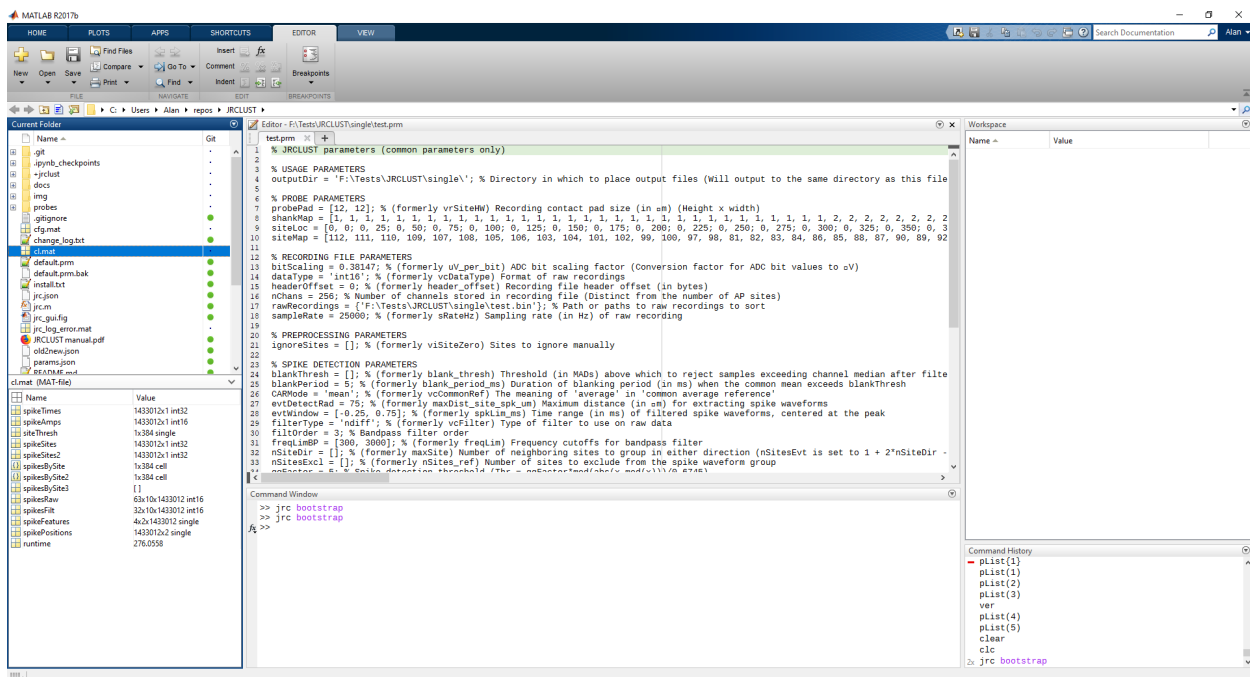 MATLAB R2017b
HOME PLOTS APPS SHORTCUTS EDITOR VIEW Search Documentation Alan
New Open Save Find Files Compare Print Go To Find Insert fx Comment Indent Breakpoints
FILE NAVIGATE EDIT BREAKPOINTS
C: Users Alan repos JRCLUST
Current Folder
Name Git
.git
.ipynb_checkpoints
+jrclust
docs
img
probes
.gitignore
cfg.mat
change_log.txt
cl.mat
default.prm
default.prm.bak
install.txt
jrc.json
jrc.m
jrc_gui.fig
jrc_log_error.mat
JRCLUST manual.pdf
old2new.json
params.json
README.md
cl.mat (MAT-file)
Name Value
spikeTimes 1433012x1 int32
spikeAmps 1433012x1 int16
siteThresh 1x384 single
spikeSites 1433012x1 int32
spikeSites2 1433012x1 int32
spikesBySite 1x384 cell
spikesBySite2 1x384 cell
spikesBySite3 [ ]
spikesRaw 63x10x1433012 int16
spikesFilt 32x10x1433012 int16
spikeFeatures 4x2x1433012 single
spikePositions 1433012x2 single
runtime 276.0558
Editor - F:\Tests\JRCLUST\single\test.prm
test.prm
1 % JRCLUST parameters (common parameters only)
2
3 % USAGE PARAMETERS
4 outputDir = 'F:\Tests\JRCLUST\single\'; % Directory in which to place output files (Will output to the same directory as this file
5
6 % PROBE PARAMETERS
7 probePad = [12, 12]; % (formerly vrSiteHW) Recording contact pad size (in ¤m) (Height x width)
8 shankMap = [1, 1, 1, 1, 1, 1, 1, 1, 1, 1, 1, 1, 1, 1, 1, 1, 1, 1, 1, 1, 1, 1, 1, 1, 1, 1, 1, 1, 1, 1, 1, 1, 2, 2, 2, 2, 2, 2, 2, 2
9 siteLoc = [0, 0; 0, 25; 0, 50; 0, 75; 0, 100; 0, 125; 0, 150; 0, 175; 0, 200; 0, 225; 0, 250; 0, 275; 0, 300; 0, 325; 0, 350; 0, 3
10 siteMap = [112, 111, 110, 109, 107, 108, 105, 106, 103, 104, 101, 102, 99, 100, 97, 98, 81, 82, 83, 84, 86, 85, 88, 87, 90, 89, 92
11
12 % RECORDING FILE PARAMETERS
13 bitScaling = 0.38147; % (formerly uV_per_bit) ADC bit scaling factor (Conversion factor for ADC bit values to ¤V)
14 dataType = 'int16'; % (formerly vcDataType) Format of raw recordings
15 headerOffset = 0; % (formerly header_offset) Recording file header offset (in bytes)
16 nChans = 256; % Number of channels stored in recording file (Distinct from the number of AP sites)
17 rawRecordings = {'F:\Tests\JRCLUST\single\test.bin'}; % Path or paths to raw recordings to sort
18 sampleRate = 25000; % (formerly sRateHz) Sampling rate (in Hz) of raw recording
19
20 % PREPROCESSING PARAMETERS
21 ignoreSites = []; % (formerly viSiteZero) Sites to ignore manually
22
23 % SPIKE DETECTION PARAMETERS
24 blankThresh = []; % (formerly blank_thresh) Threshold (in MADs) above which to reject samples exceeding channel median after filte
25 blankPeriod = 5; % (formerly blank_period_ms) Duration of blanking period (in ms) when the common mean exceeds blankThresh
26 CARMode = 'mean'; % (formerly vcCommonRef) The meaning of 'average' in 'common average reference'
27 evtDetectRad = 75; % (formerly maxDist_site_spk_um) Maximum distance (in ¤m) for extracting spike waveforms
28 evtWindow = [-0.25, 0.75]; % (formerly spkLim_ms) Time range (in ms) of filtered spike waveforms, centered at the peak
29 filterType = 'ndiff'; % (formerly vcFilter) Type of filter to use on raw data
30 filtOrder = 3; % Bandpass filter order
31 freqLimBP = [300, 3000]; % (formerly freqLim) Frequency cutoffs for bandpass filter
32 nSiteDir = []; % (formerly maxSite) Number of neighboring sites to group in either direction (nSitesEvt is set to 1 + 2*nSiteDir -
33 nSitesExcl = []; % (formerly nSites_ref) Number of sites to exclude from the spike waveform group
34 qqFactor = 5; % Spike detection threshold (Thr = qqFactor*med(abs(x-med(x)))/0.6745)
Command Window
>> jrc bootstrap
>> jrc bootstrap
fx >>
Workspace
Name Value
Command History
pList{1}
pList(1)
pList(2)
pList(3)
ver
pList(4)
pList(5)
clear
clc
2x jrc bootstrap